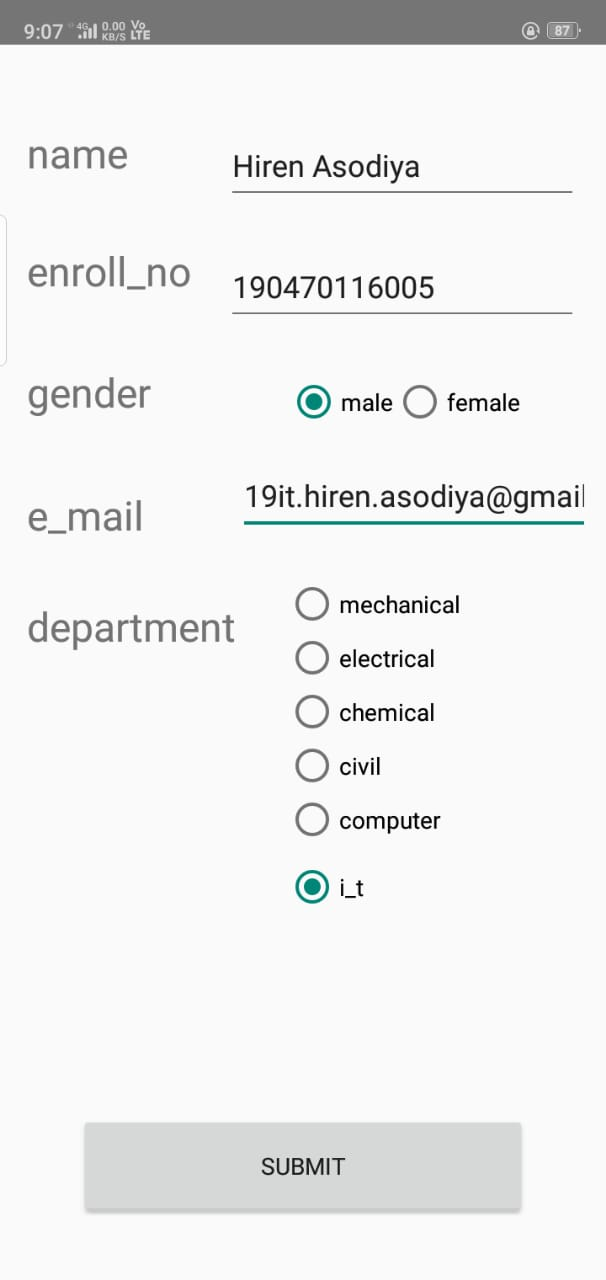 9:07 4G 0.00 KB/S Vo LTE 87
name Hiren Asodiya
enroll_no 190470116005
gender male female
e_mail 19it.hiren.asodiya@gmail
department mechanical
electrical
chemical
civil
computer
i_t
SUBMIT